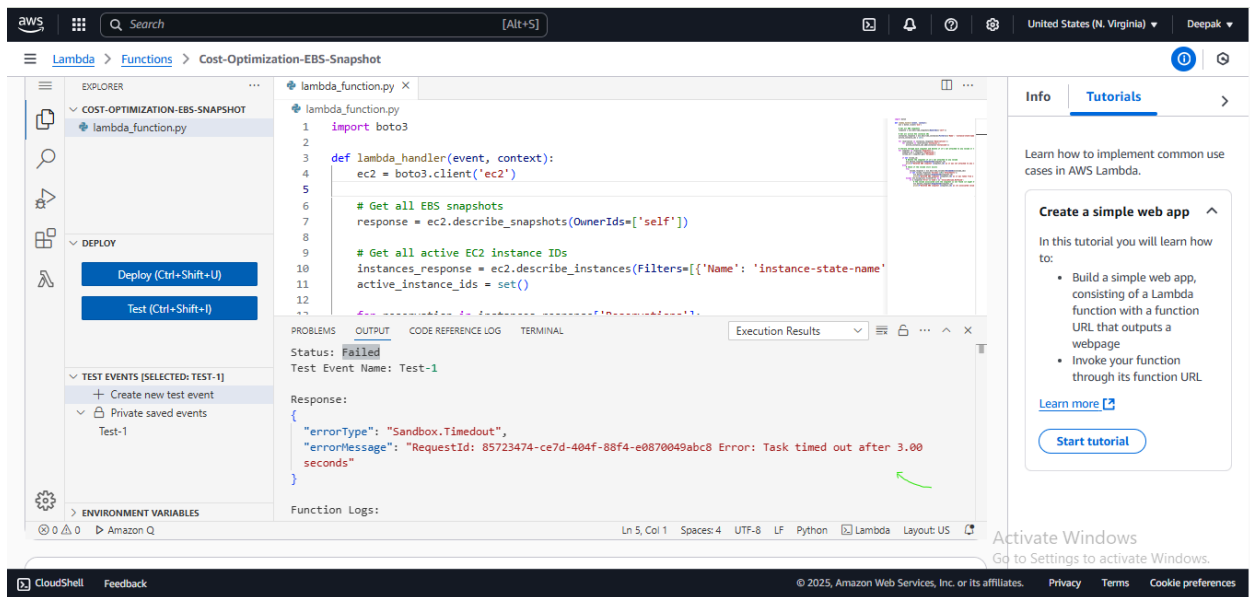 aws
Search [Alt+S]
United States (N. Virginia) ▼
Deepak ▼
Lambda > Functions > Cost-Optimization-EBS-Snapshot
EXPLORER ···
COST-OPTIMIZATION-EBS-SNAPSHOT
lambda_function.py
DEPLOY
Deploy (Ctrl+Shift+U)
Test (Ctrl+Shift+I)
TEST EVENTS [SELECTED: TEST-1]
Create new test event
Private saved events
Test-1
ENVIRONMENT VARIABLES
lambda_function.py
lambda_function.py
1 import boto3
2
3 def lambda_handler(event, context):
4 ec2 = boto3.client('ec2')
5
6 # Get all EBS snapshots
7 response = ec2.describe_snapshots(OwnerIds=['self'])
8
9 # Get all active EC2 instance IDs
10 instances_response = ec2.describe_instances(Filters=[{'Name': 'instance-state-name'
11 active_instance_ids = set()
12
PROBLEMS OUTPUT CODE REFERENCE LOG TERMINAL
Execution Results
Status: Failed
Test Event Name: Test-1
Response:
{
"errorType": "Sandbox.Timedout",
"errorMessage": "RequestId: 85723474-ce7d-404f-88f4-e0870049abc8 Error: Task timed out after 3.00
seconds"
}
Function Logs:
0 0 Amazon Q
Ln 5, Col 1 Spaces: 4 UTF-8 LF Python Lambda Layout: US
Info Tutorials
Learn how to implement common use
cases in AWS Lambda.
Create a simple web app
In this tutorial you will learn how
to:
• Build a simple web app,
consisting of a Lambda
function with a function
URL that outputs a
webpage
• Invoke your function
through its function URL
Learn more
Start tutorial
Activate Windows
Go to Settings to activate Windows.
CloudShell Feedback
© 2025, Amazon Web Services, Inc. or its affiliates. Privacy Terms Cookie preferences